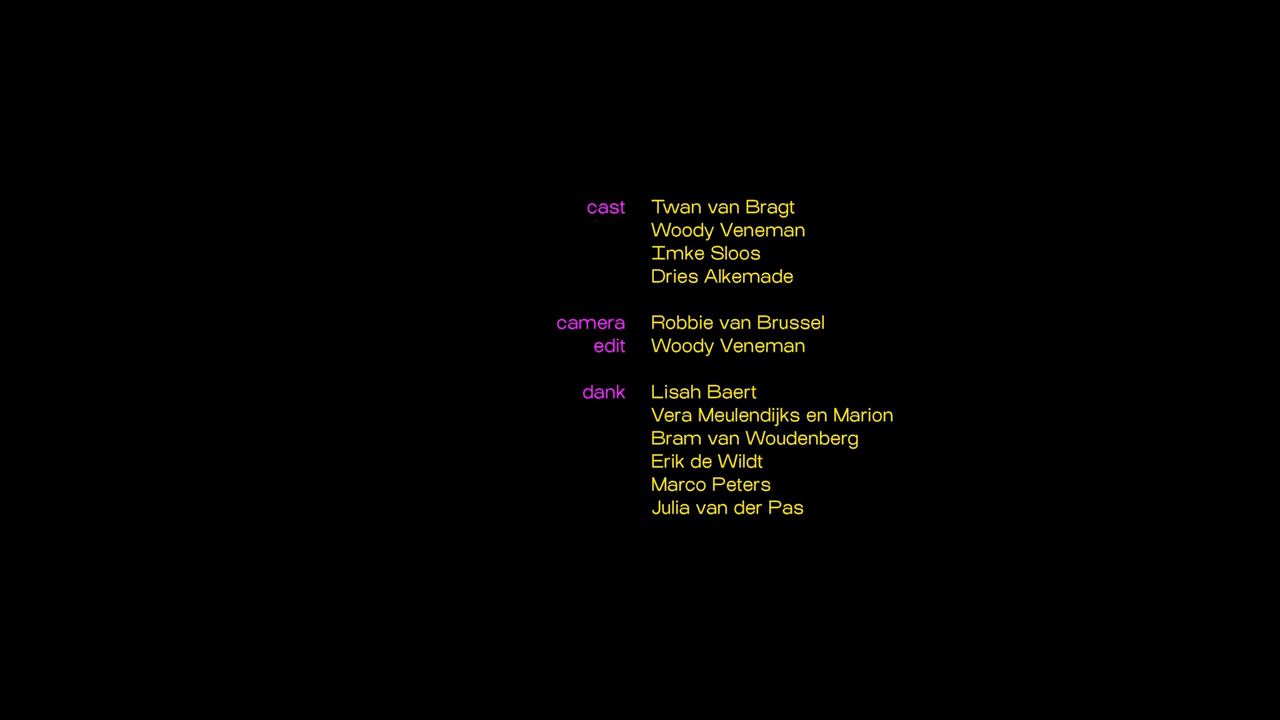 cast Twan van Bragt
Woody Veneman
Imke Sloos
Dries Alkemade
camera Robbie van Brussel
edit Woody Veneman
dank Lisah Baert
Vera Meulendijks en Marion
Bram van Woudenberg
Erik de Wildt
Marco Peters
Julia van der Pas